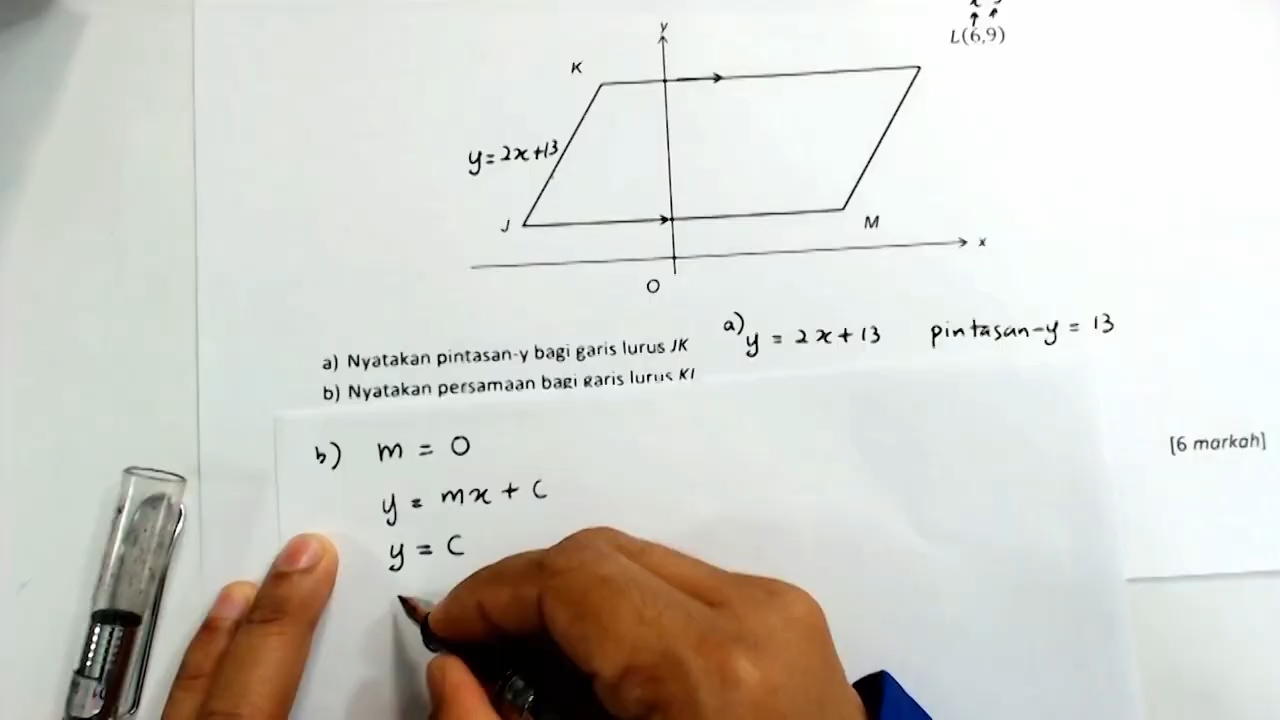 y
L(6,9)
K
y = 2x+13
J
M
x
O
a) y = 2x+13 pintasan-y = 13
a) Nyatakan pintasan-y bagi garis lurus JK
b) Nyatakan persamaan bagi garis lurus
b) m = 0
[6 markah]
y = mx + c
y = c